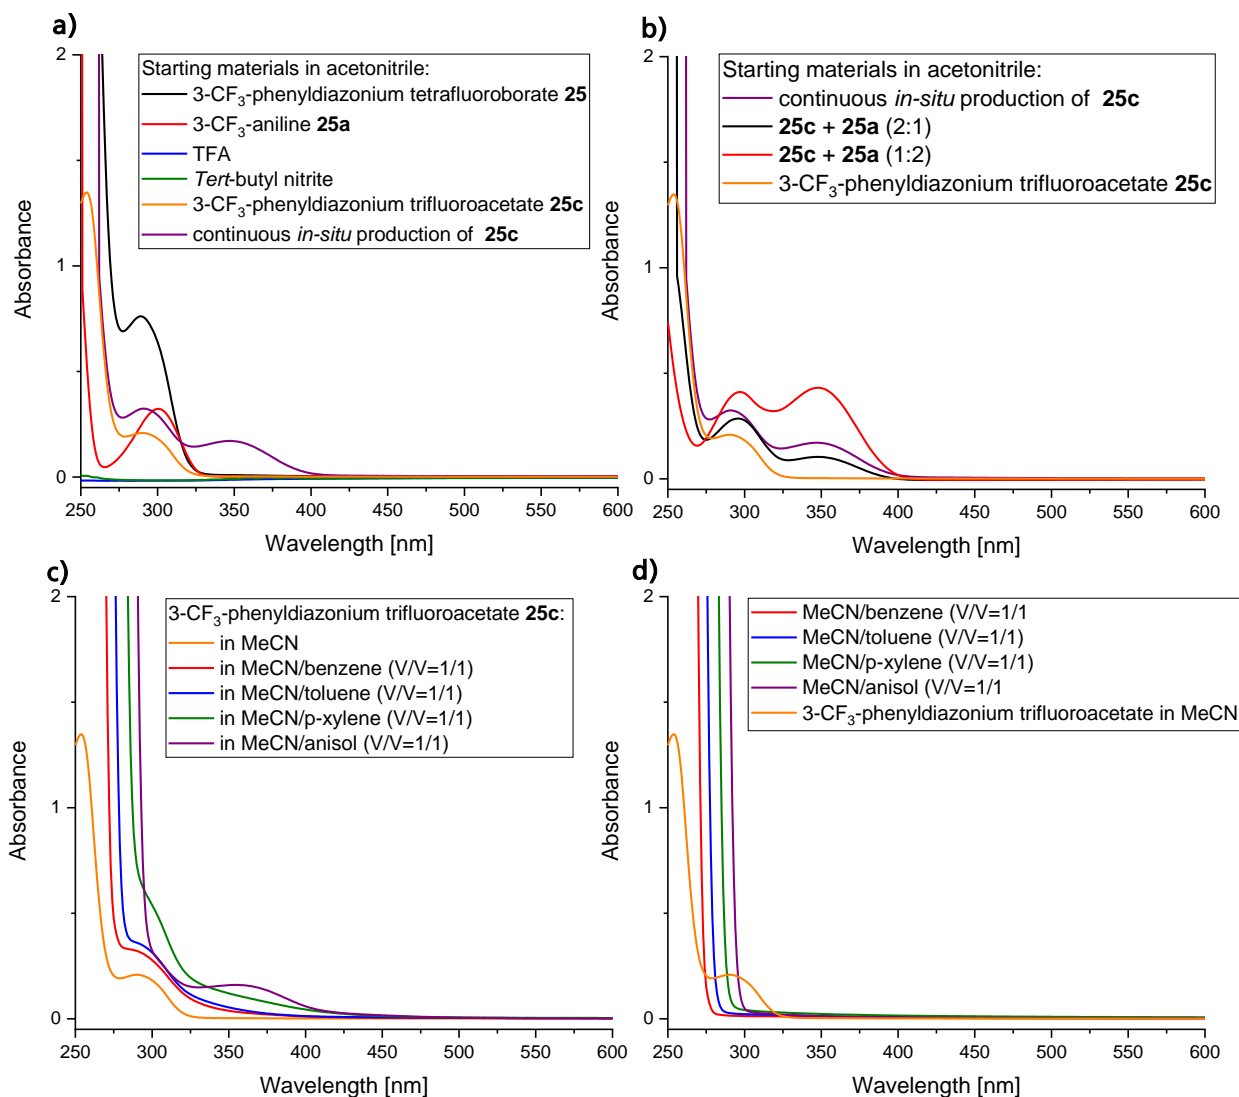 a)
2
1
0
Absorbance
Starting materials in acetonitrile:
3-CF3-phenyldiazonium tetrafluoroborate 25
3-CF3-aniline 25a
TFA
Tert-butyl nitrite
3-CF3-phenyldiazonium trifluoroacetate 25c
continuous in-situ production of 25c
250 300 350 400 450 500 550 600
Wavelength [nm]
b)
2
1
0
Absorbance
Starting materials in acetonitrile:
continuous in-situ production of 25c
25c + 25a (2:1)
25c + 25a (1:2)
3-CF3-phenyldiazonium trifluoroacetate 25c
250 300 350 400 450 500 550 600
Wavelength [nm]
c)
2
1
0
Absorbance
3-CF3-phenyldiazonium trifluoroacetate 25c:
in MeCN
in MeCN/benzene (V/V=1/1)
in MeCN/toluene (V/V=1/1)
in MeCN/p-xylene (V/V=1/1)
in MeCN/anisol (V/V=1/1)
250 300 350 400 450 500 550 600
Wavelength [nm]
d)
2
1
0
Absorbance
MeCN/benzene (V/V=1/1
MeCN/toluene (V/V=1/1)
MeCN/p-xylene (V/V=1/1)
MeCN/anisol (V/V=1/1
3-CF3-phenyldiazonium trifluoroacetate in MeCN
250 300 350 400 450 500 550 600
Wavelength [nm]